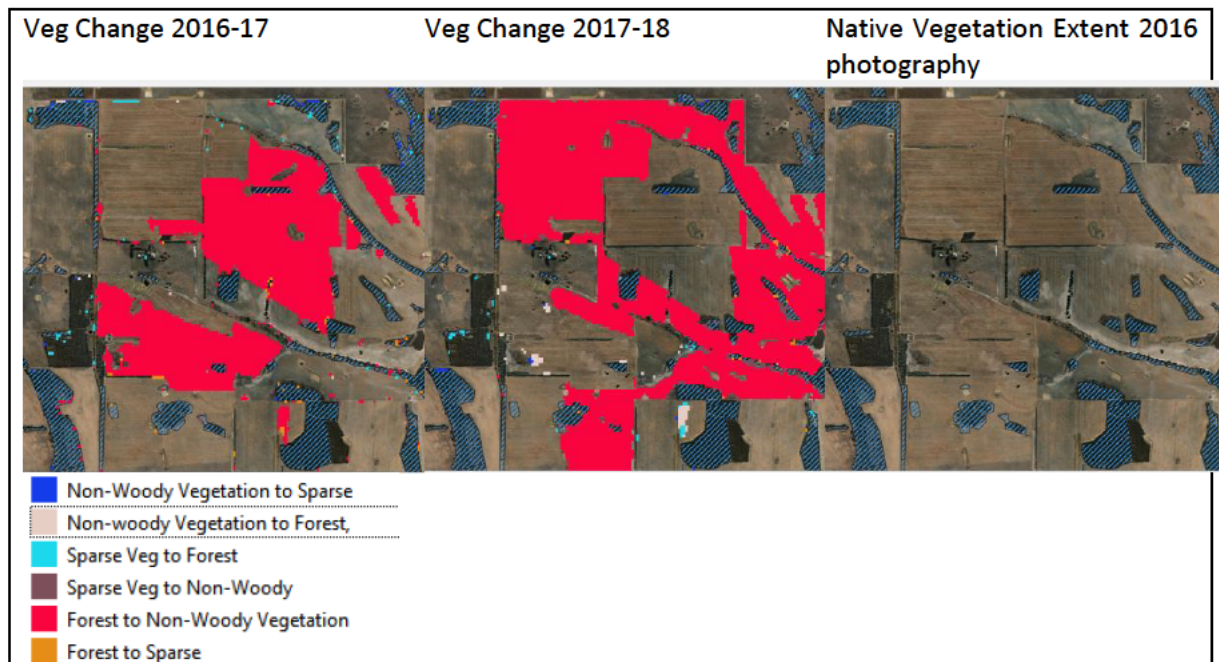 Veg Change 2016-17
Veg Change 2017-18
Native Vegetation Extent 2016
photography
Non-Woody Vegetation to Sparse
Non-woody Vegetation to Forest,
Sparse Veg to Forest
Sparse Veg to Non-Woody
Forest to Non-Woody Vegetation
Forest to Sparse